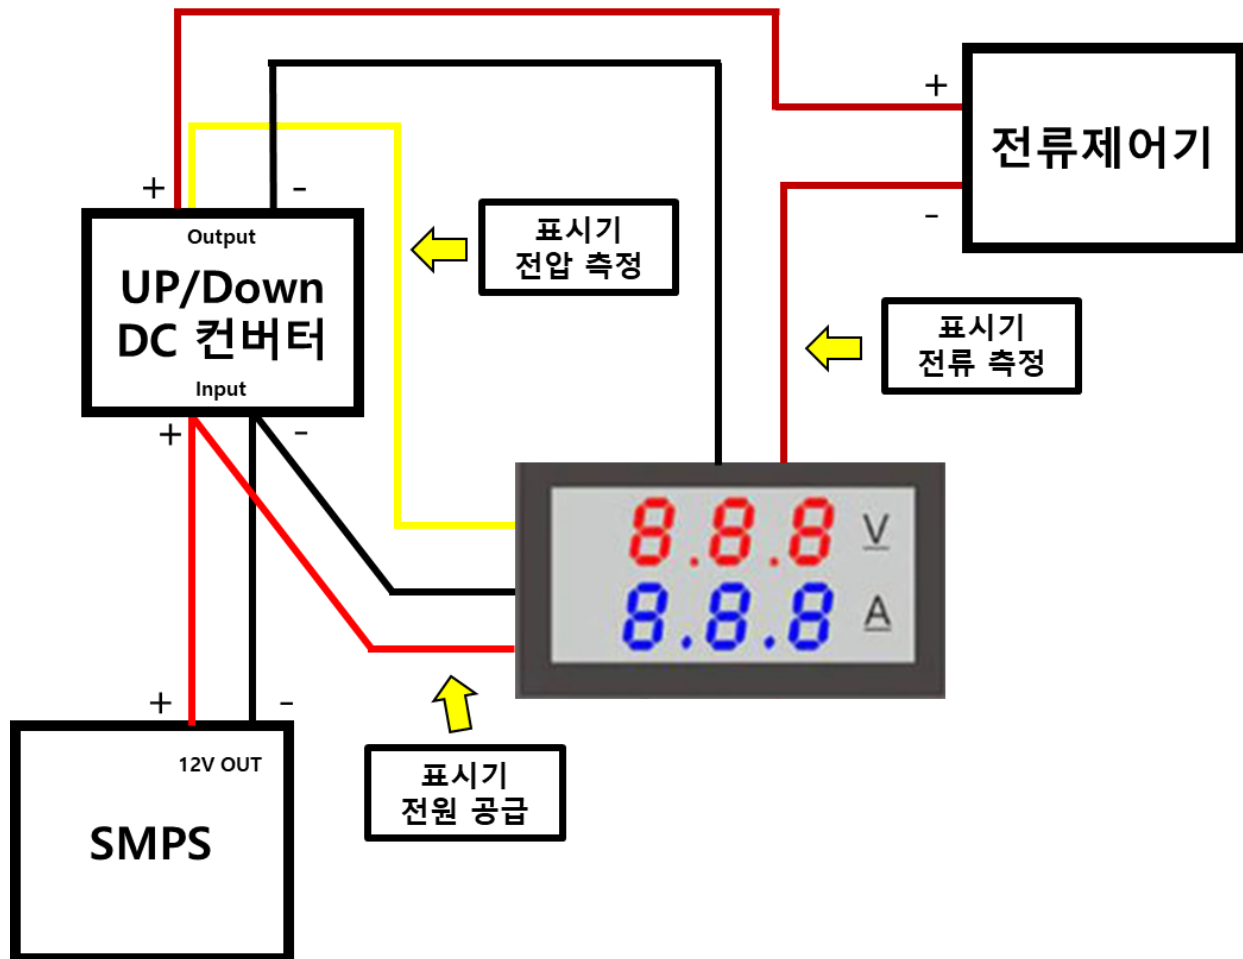 +
전류제어기
-
+
-
Output
UP/Down
DC 컨버터
Input
+
-
표시기
전압 측정
표시기
전류 측정
8.8.8 V
8.8.8 A
+
-
12V OUT
SMPS
표시기
전원 공급